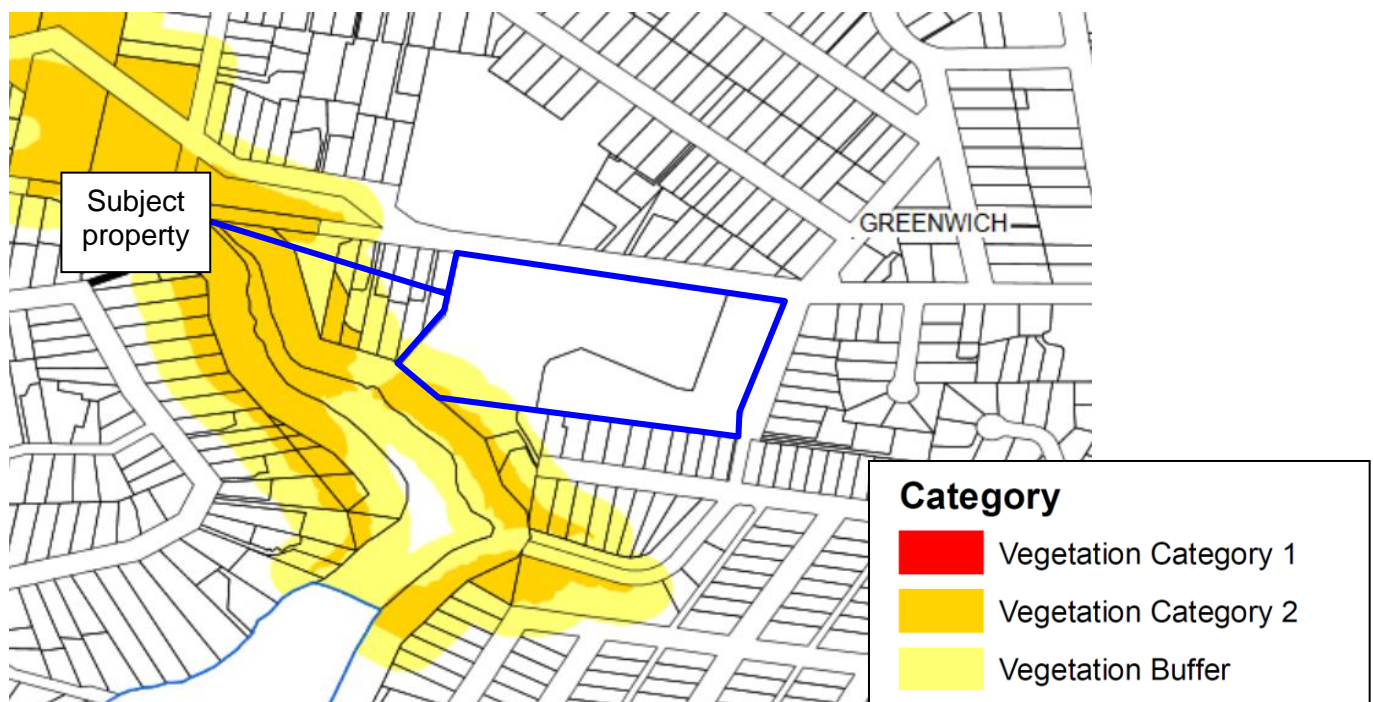 Subject
property
GREENWICH
Category
Vegetation Category 1
Vegetation Category 2
Vegetation Buffer